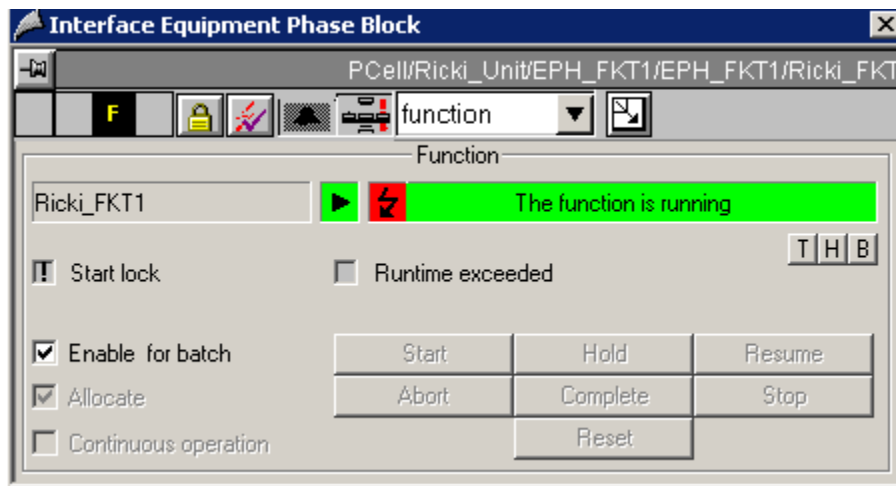 Interface Equipment Phase Block
PCell/Ricki_Unit/EPH_FKT1/EPH_FKT1/Ricki_FKT
F
function
Function
Ricki_FKT1
The function is running
T H B
! Start lock
Runtime exceeded
Enable for batch
Start Hold Resume
Allocate
Abort Complete Stop
Continuous operation
Reset